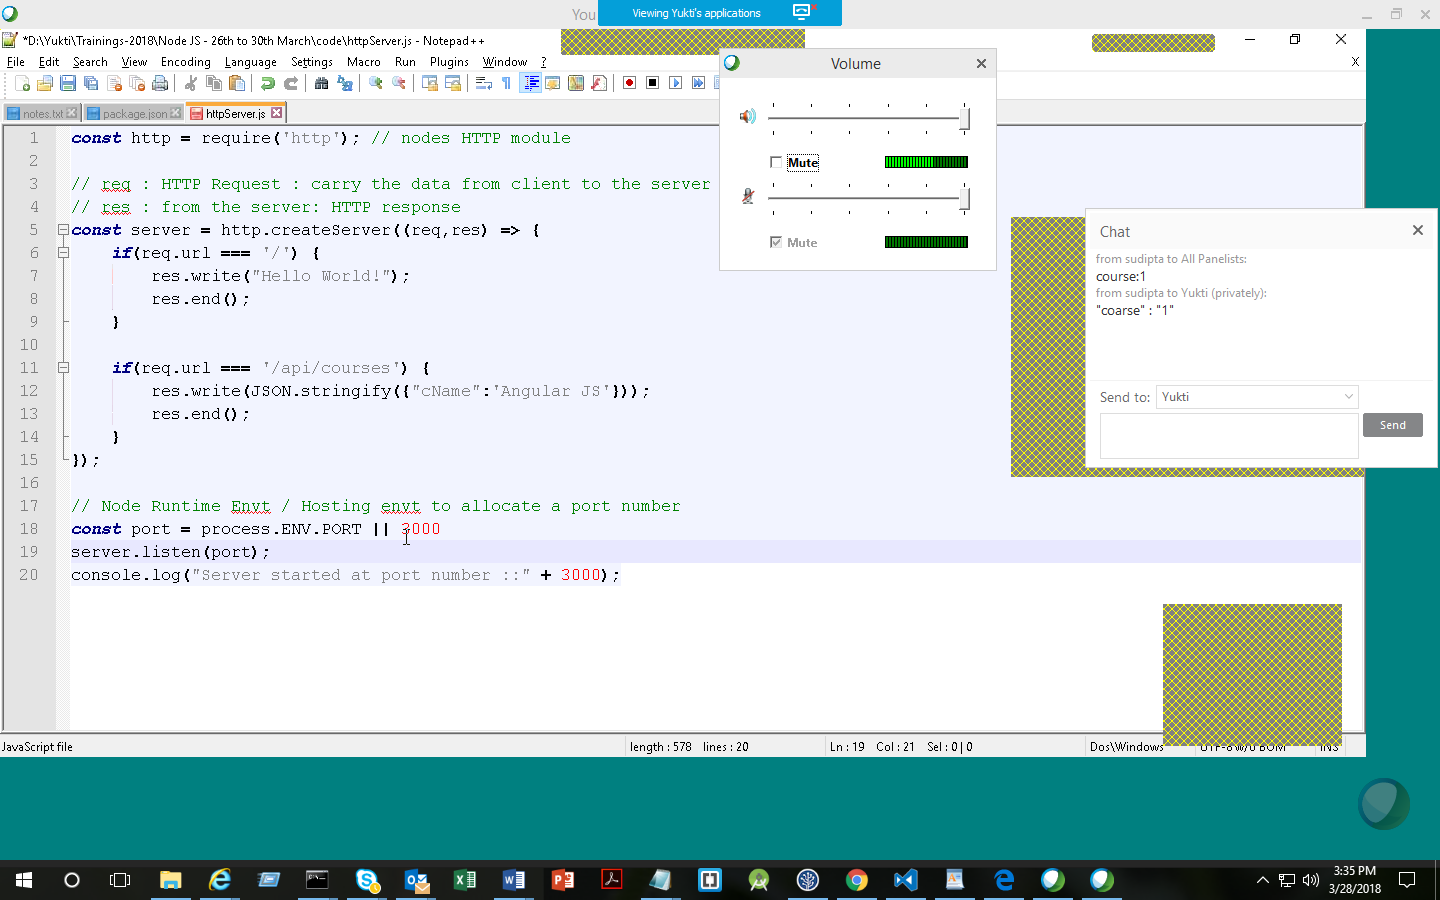 You
Viewing Yukti's applications
*D:\Yukti\Trainings-2018\Node JS - 26th to 30th March\code\httpServer.js - Notepad++
File Edit Search View Encoding Language Settings Macro Run Plugins Window ?
X
notes.txt package.json httpServer.js
1 const http = require('http'); // nodes HTTP module
2
3 // req : HTTP Request : carry the data from client to the server
4 // res : from the server: HTTP response
5 const server = http.createServer((req,res) => {
6 if(req.url === '/') {
7 res.write("Hello World!");
8 res.end();
9 }
10
11 if(req.url === '/api/courses') {
12 res.write(JSON.stringify({"cName":'Angular JS'}));
13 res.end();
14 }
15 });
16
17 // Node Runtime Envt / Hosting envt to allocate a port number
18 const port = process.ENV.PORT || 3000
19 server.listen(port);
20 console.log("Server started at port number ::" + 3000);
Volume
Mute
Mute
Chat
from sudipta to All Panelists:
course:1
from sudipta to Yukti (privately):
"coarse" : "1"
Send to: Yukti
Send
JavaScript file length : 578 lines : 20 Ln : 19 Col : 21 Sel : 0 | 0 Dos\Windows UTF-8 w/o BOM INS
3:35 PM
3/28/2018